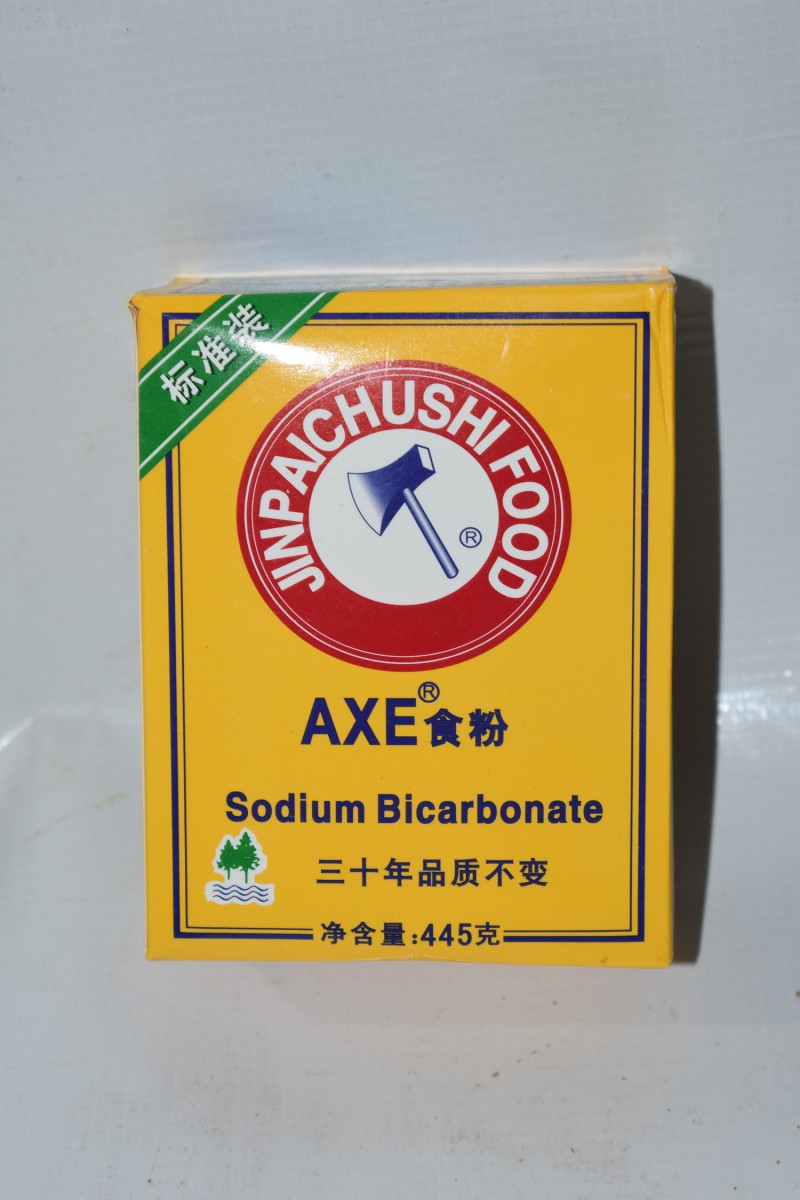 标准装
JINPAICHUSHI FOOD
®
AXE®食粉
Sodium Bicarbonate
三十年品质不变
净含量:445克